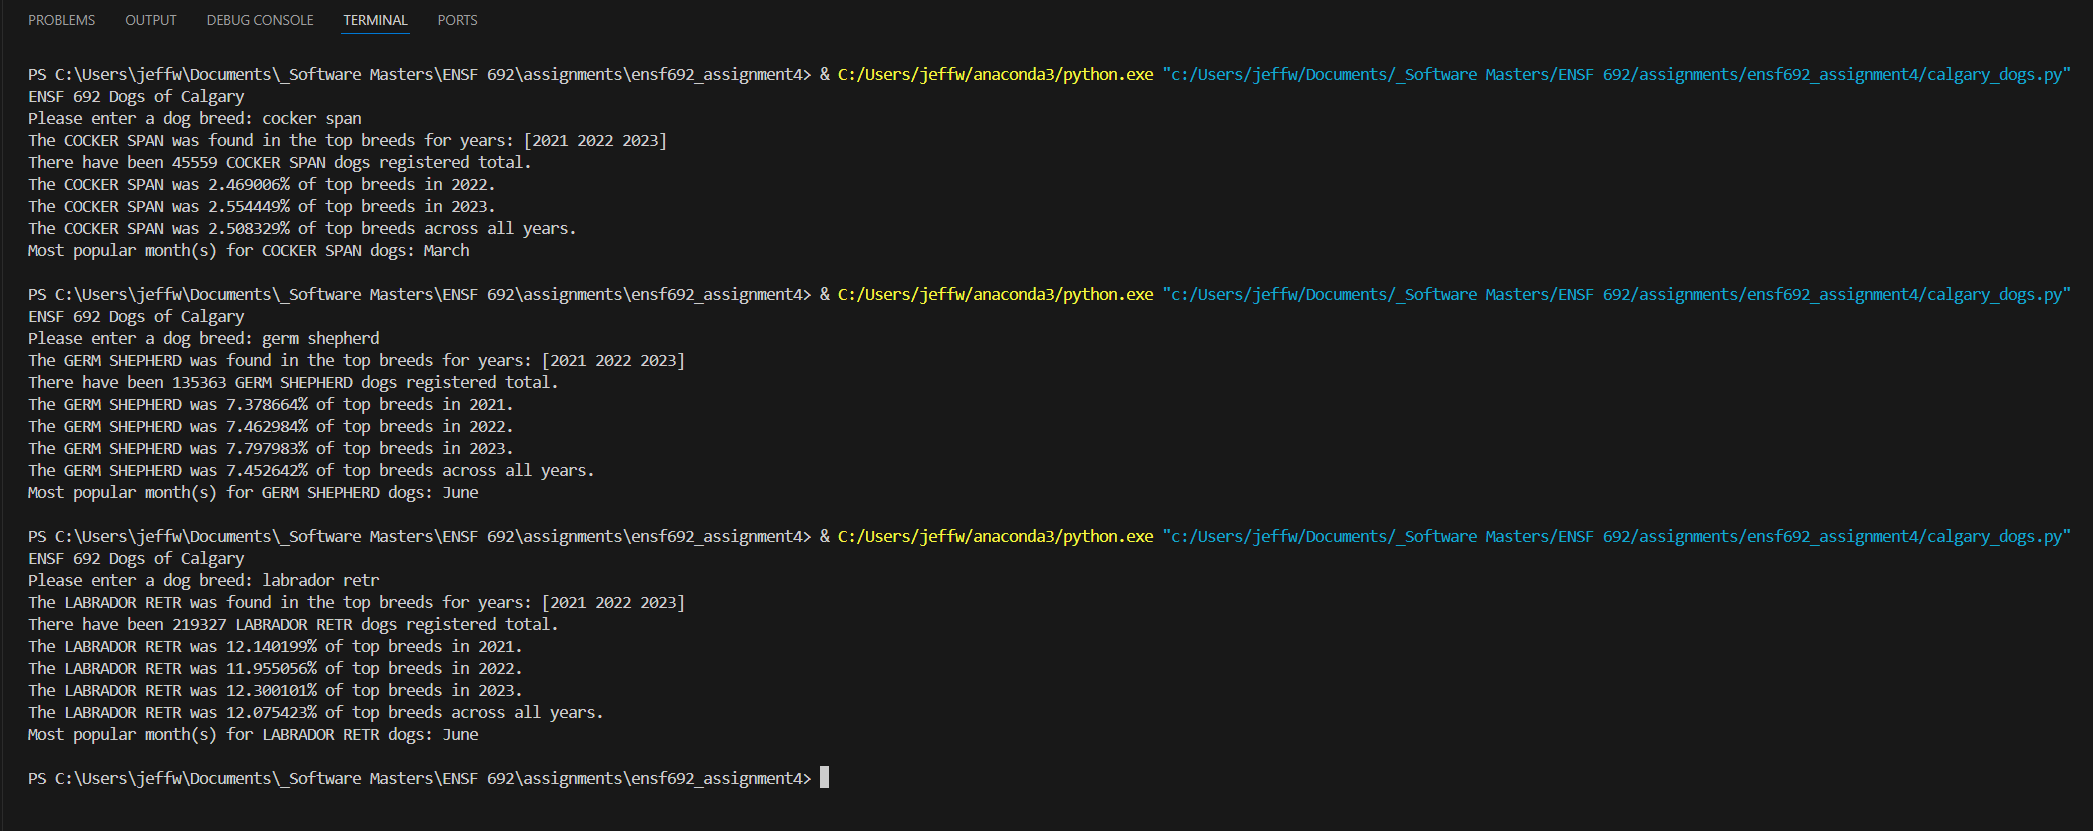 PROBLEMS OUTPUT DEBUG CONSOLE TERMINAL PORTS
PS C:\Users\jeffw\Documents\_Software Masters\ENSF 692\assignments\ensf692_assignment4> & C:/Users/jeffw/anaconda3/python.exe "c:/Users/jeffw/Documents/_Software Masters/ENSF 692/assignments/ensf692_assignment4/calgary_dogs.py"
ENSF 692 Dogs of Calgary
Please enter a dog breed: cocker span
The COCKER SPAN was found in the top breeds for years: [2021 2022 2023]
There have been 45559 COCKER SPAN dogs registered total.
The COCKER SPAN was 2.469006% of top breeds in 2022.
The COCKER SPAN was 2.554449% of top breeds in 2023.
The COCKER SPAN was 2.508329% of top breeds across all years.
Most popular month(s) for COCKER SPAN dogs: March
PS C:\Users\jeffw\Documents\_Software Masters\ENSF 692\assignments\ensf692_assignment4> & C:/Users/jeffw/anaconda3/python.exe "c:/Users/jeffw/Documents/_Software Masters/ENSF 692/assignments/ensf692_assignment4/calgary_dogs.py"
ENSF 692 Dogs of Calgary
Please enter a dog breed: germ shepherd
The GERM SHEPHERD was found in the top breeds for years: [2021 2022 2023]
There have been 135363 GERM SHEPHERD dogs registered total.
The GERM SHEPHERD was 7.378664% of top breeds in 2021.
The GERM SHEPHERD was 7.462984% of top breeds in 2022.
The GERM SHEPHERD was 7.797983% of top breeds in 2023.
The GERM SHEPHERD was 7.452642% of top breeds across all years.
Most popular month(s) for GERM SHEPHERD dogs: June
PS C:\Users\jeffw\Documents\_Software Masters\ENSF 692\assignments\ensf692_assignment4> & C:/Users/jeffw/anaconda3/python.exe "c:/Users/jeffw/Documents/_Software Masters/ENSF 692/assignments/ensf692_assignment4/calgary_dogs.py"
ENSF 692 Dogs of Calgary
Please enter a dog breed: labrador retr
The LABRADOR RETR was found in the top breeds for years: [2021 2022 2023]
There have been 219327 LABRADOR RETR dogs registered total.
The LABRADOR RETR was 12.140199% of top breeds in 2021.
The LABRADOR RETR was 11.955056% of top breeds in 2022.
The LABRADOR RETR was 12.300101% of top breeds in 2023.
The LABRADOR RETR was 12.075423% of top breeds across all years.
Most popular month(s) for LABRADOR RETR dogs: June
PS C:\Users\jeffw\Documents\_Software Masters\ENSF 692\assignments\ensf692_assignment4>